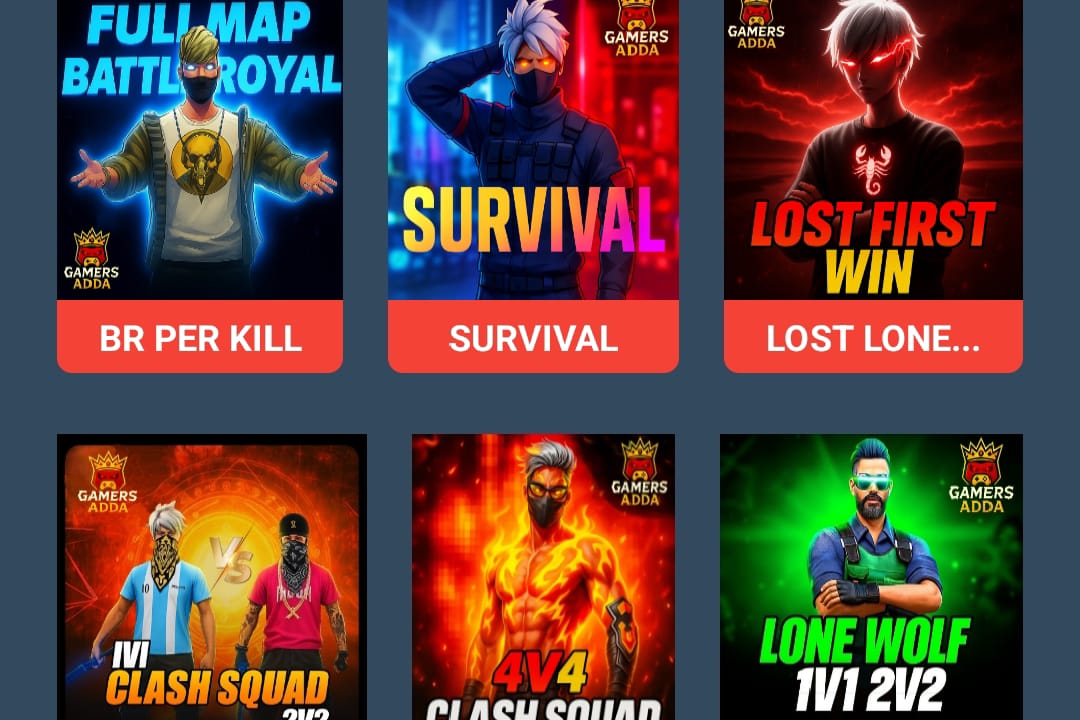 FULL MAP
BATTLE ROYAL
GAMERS
ADDA
BR PER KILL
GAMERS
ADDA
SURVIVAL
SURVIVAL
GAMERS
ADDA
LOST FIRST
WIN
LOST LONE...
GAMERS
ADDA
VS
10
1V1
CLASH SQUAD
2V2
GAMERS
ADDA
4V4
CLASH SQUAD
GAMERS
ADDA
LONE WOLF
1V1 2V2